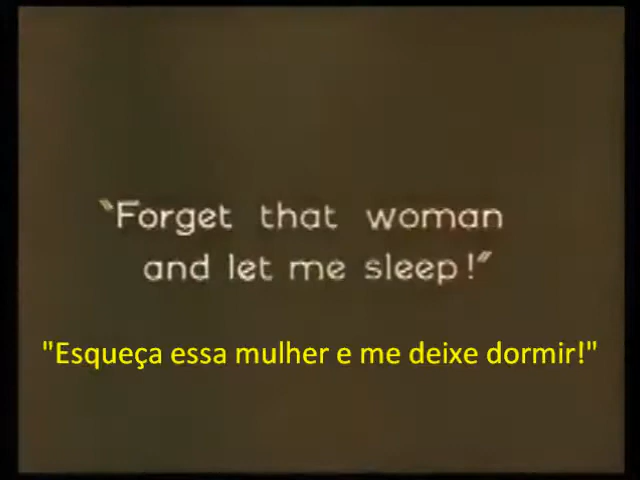 "Forget that woman
and let me sleep!"
"Esqueça essa mulher e me deixe dormir!"